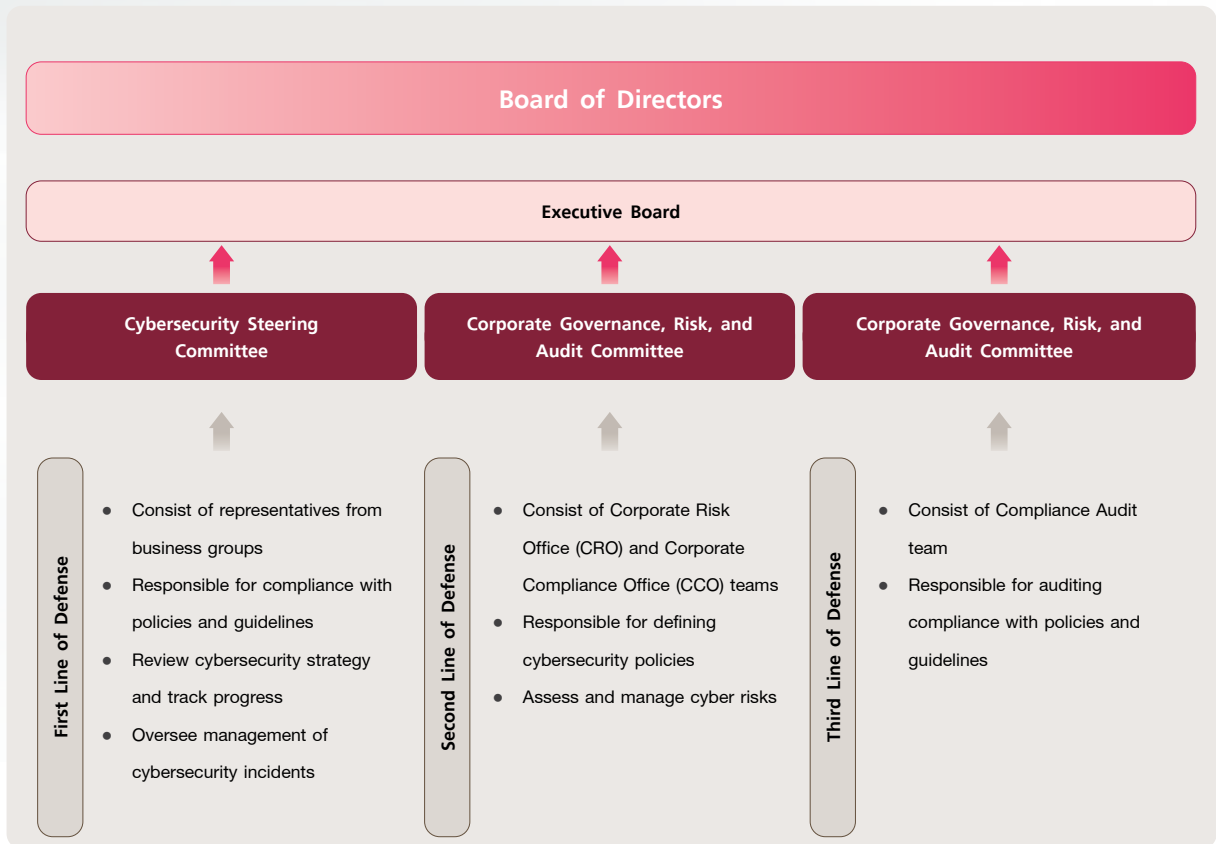 Board of Directors
Executive Board
Cybersecurity Steering
Committee
Corporate Governance, Risk, and
Audit Committee
Corporate Governance, Risk, and
Audit Committee
First Line of Defense
● Consist of representatives from
business groups
● Responsible for compliance with
policies and guidelines
● Review cybersecurity strategy
and track progress
● Oversee management of
cybersecurity incidents
Second Line of Defense
● Consist of Corporate Risk
Office (CRO) and Corporate
Compliance Office (CCO) teams
● Responsible for defining
cybersecurity policies
● Assess and manage cyber risks
Third Line of Defense
● Consist of Compliance Audit
team
● Responsible for auditing
compliance with policies and
guidelines